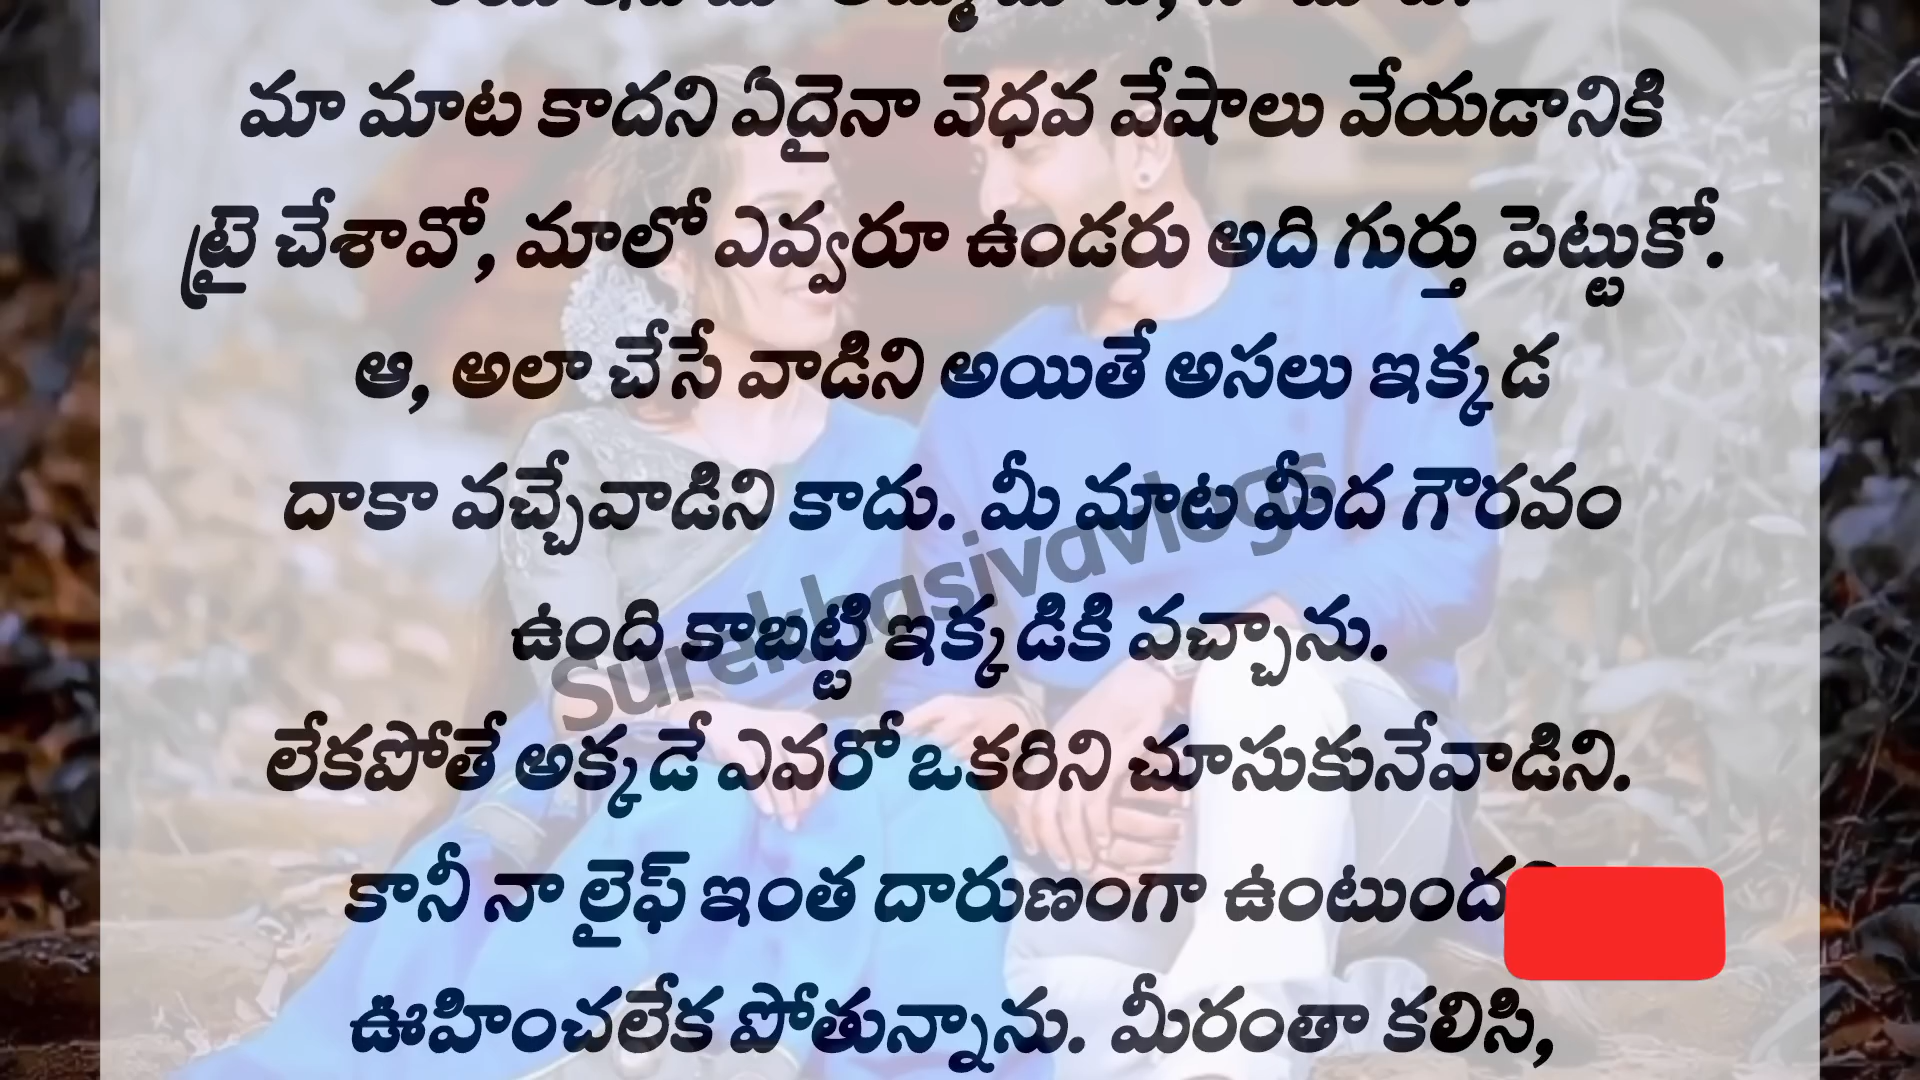 మా మాట కాదని ఏదైనా వెధవ వేషాలు వేయడానికి
ట్రై చేశావో, మాలో ఎవ్వరూ ఉండరు అది గుర్తు పెట్టుకో.
ఆ, అలా చేసే వాడిని అయితే అసలు ఇక్కడ
దాకా వచ్చేవాడిని కాదు. మీ మాట మీద గౌరవం
ఉంది కాబట్టి ఇక్కడికి వచ్చాను.
Surekhasivavlogs
లేకపోతే అక్కడే ఎవరో ఒకరిని చూసుకునేవాడిని.
కానీ నా లైఫ్ ఇంత దారుణంగా
ఊహించలేక పోతున్నాను. మీరంతా కలిసి,